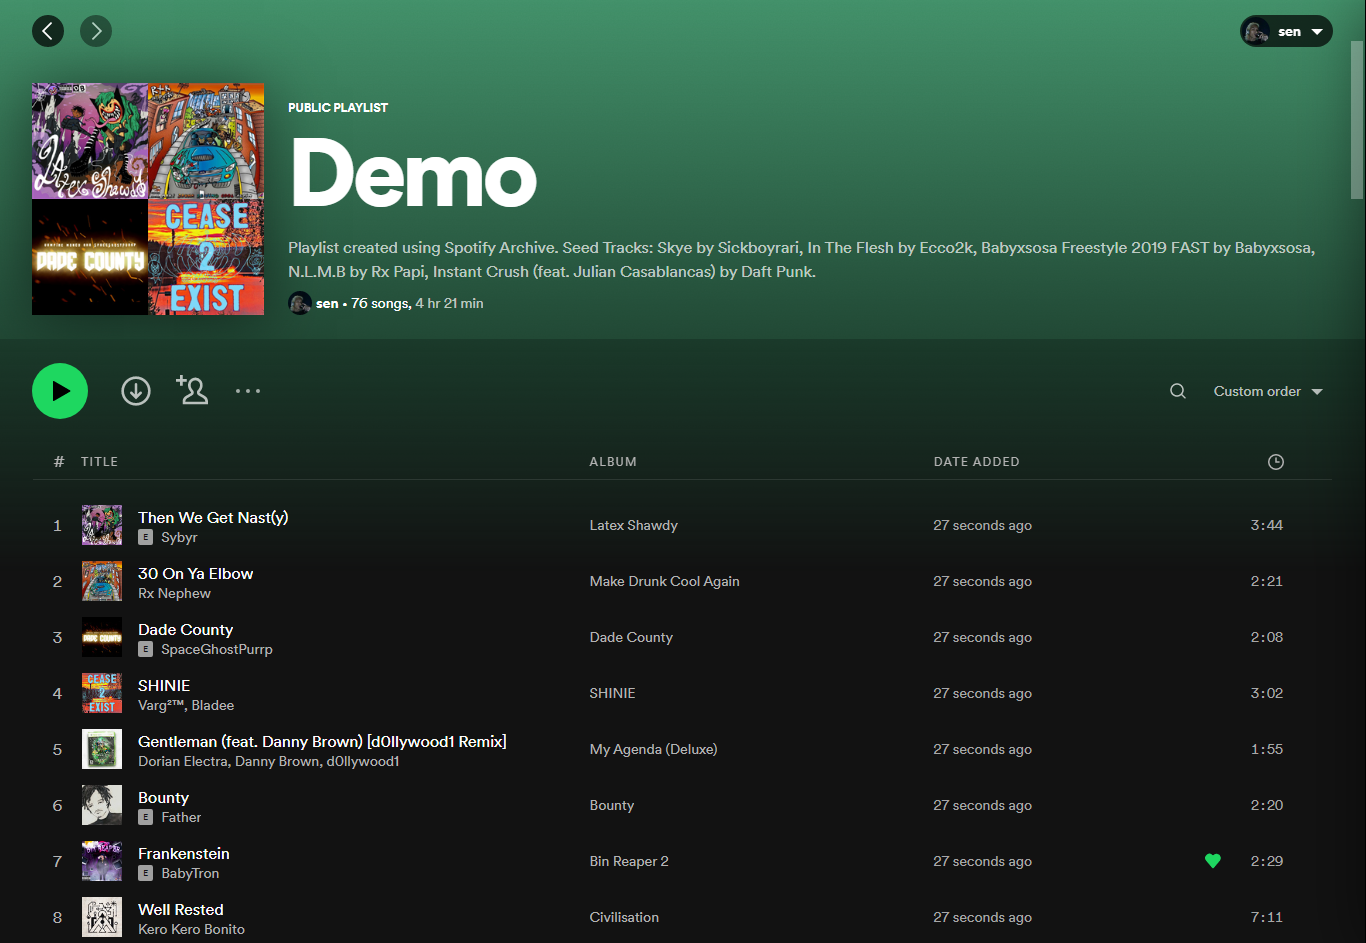 sen
PUBLIC PLAYLIST
Demo
Playlist created using Spotify Archive. Seed Tracks: Skye by Sickboyrari, In The Flesh by Ecco2k, Babyxsosa Freestyle 2019 FAST by Babyxsosa,
N.L.M.B by Rx Papi, Instant Crush (feat. Julian Casablancas) by Daft Punk.
sen • 76 songs, 4 hr 21 min
Latex Shawdy
DADE COUNTY
CEASE
2
EXIST
Custom order
# TITLE ALBUM DATE ADDED
1 Then We Get Nast(y) Latex Shawdy 27 seconds ago 3:44
E Sybyr
2 30 On Ya Elbow Make Drunk Cool Again 27 seconds ago 2:21
Rx Nephew
3 Dade County Dade County 27 seconds ago 2:08
E SpaceGhostPurrp
4 SHINIE SHINIE 27 seconds ago 3:02
Varg²™, Bladee
5 Gentleman (feat. Danny Brown) [d0llywood1 Remix] My Agenda (Deluxe) 27 seconds ago 1:55
Dorian Electra, Danny Brown, d0llywood1
6 Bounty Bounty 27 seconds ago 2:20
E Father
7 Frankenstein Bin Reaper 2 27 seconds ago 2:29
E BabyTron
8 Well Rested Civilisation 27 seconds ago 7:11
Kero Kero Bonito